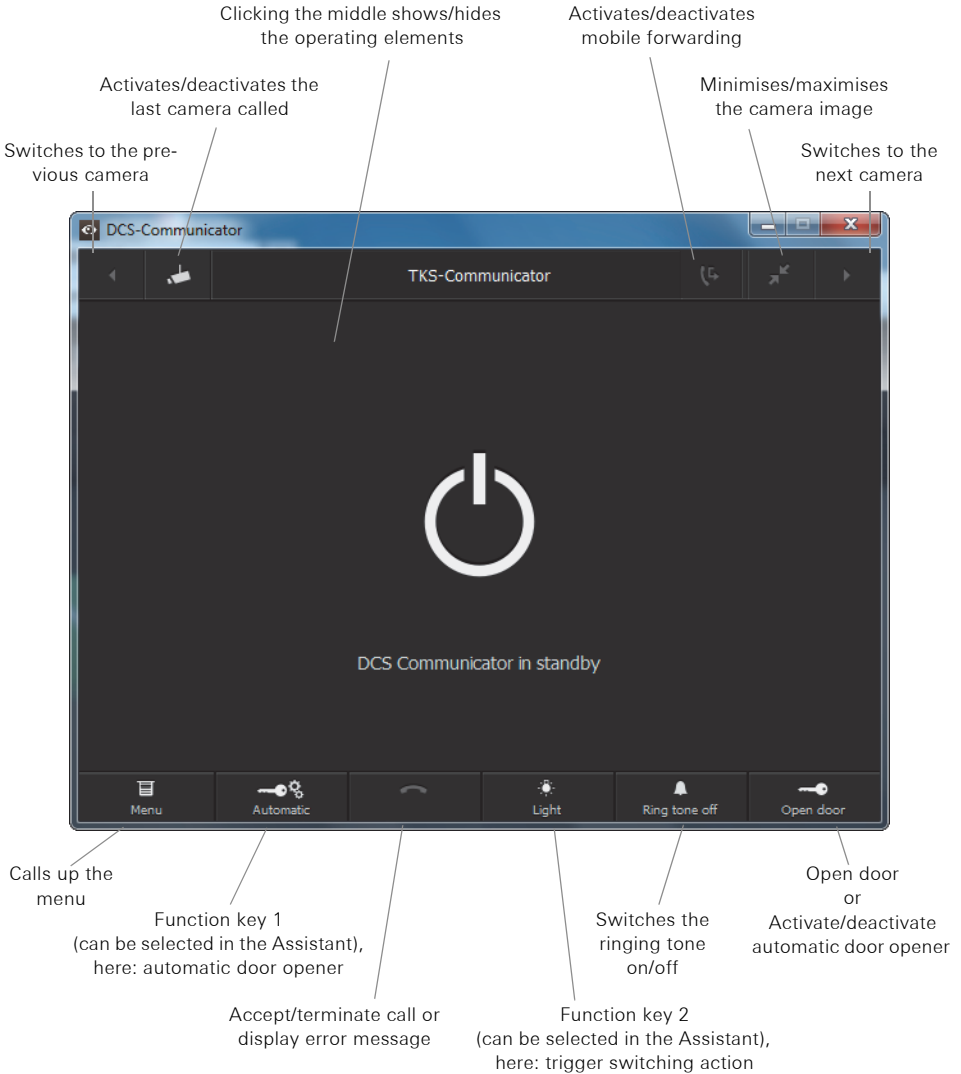 Clicking the middle shows/hides
the operating elements
Activates/deactivates
mobile forwarding
Activates/deactivates the
last camera called
Minimises/maximises
the camera image
Switches to the pre-
vious camera
Switches to the
next camera
DCS-Communicator
TKS-Communicator
DCS Communicator in standby
Menu
Automatic
Light
Ring tone off
Open door
Calls up the
menu
Function key 1
(can be selected in the Assistant),
here: automatic door opener
Switches the
ringing tone
on/off
Open door
or
Activate/deactivate
automatic door opener
Accept/terminate call or
display error message
Function key 2
(can be selected in the Assistant),
here: trigger switching action